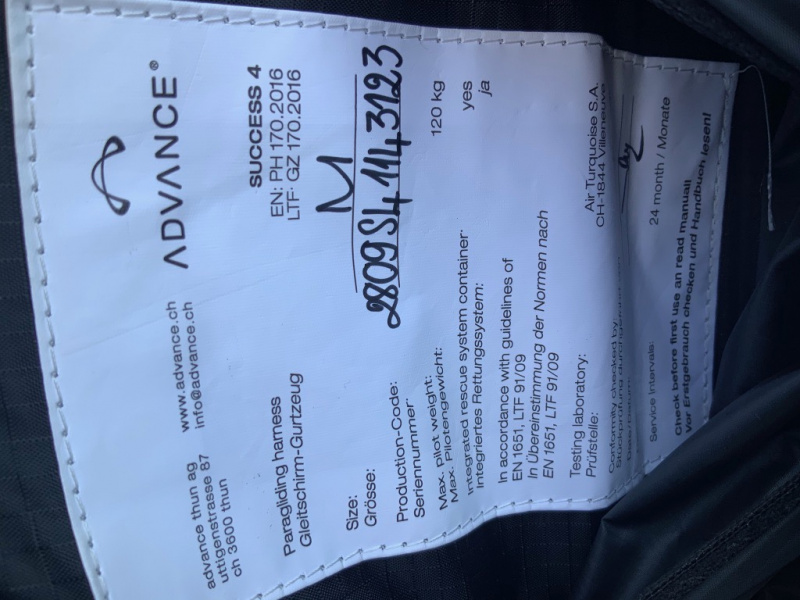 ADVANCE®
advance thun ag www.advance.ch
uttigenstrasse 87 info@advance.ch
ch 3600 thun
Paragliding harness SUCCESS 4
Gleitschirm-Gurtzeug EN: PH 170.2016
LTF: GZ 170.2016
Size: M
Grösse:
Production-Code: 2809S41143123
Seriennummer:
Max. pilot weight: 120 kg
Max. Pilotengewicht:
Integrated rescue system container: yes
Integriertes Rettungssystem: ja
In accordance with guidelines of
EN 1651, LTF 91/09
In Übereinstimmung der Normen nach
EN 1651, LTF 91/09
Testing laboratory: Air Turquoise S.A.
Prüfstelle: CH-1844 Villeneuve
Conformity checked by:
Stückprüfung durchgeführt
Service Intervals: 24 month / Monate
Check before first use an read manual!
Vor Erstgebrauch checken und Handbuch lesen!